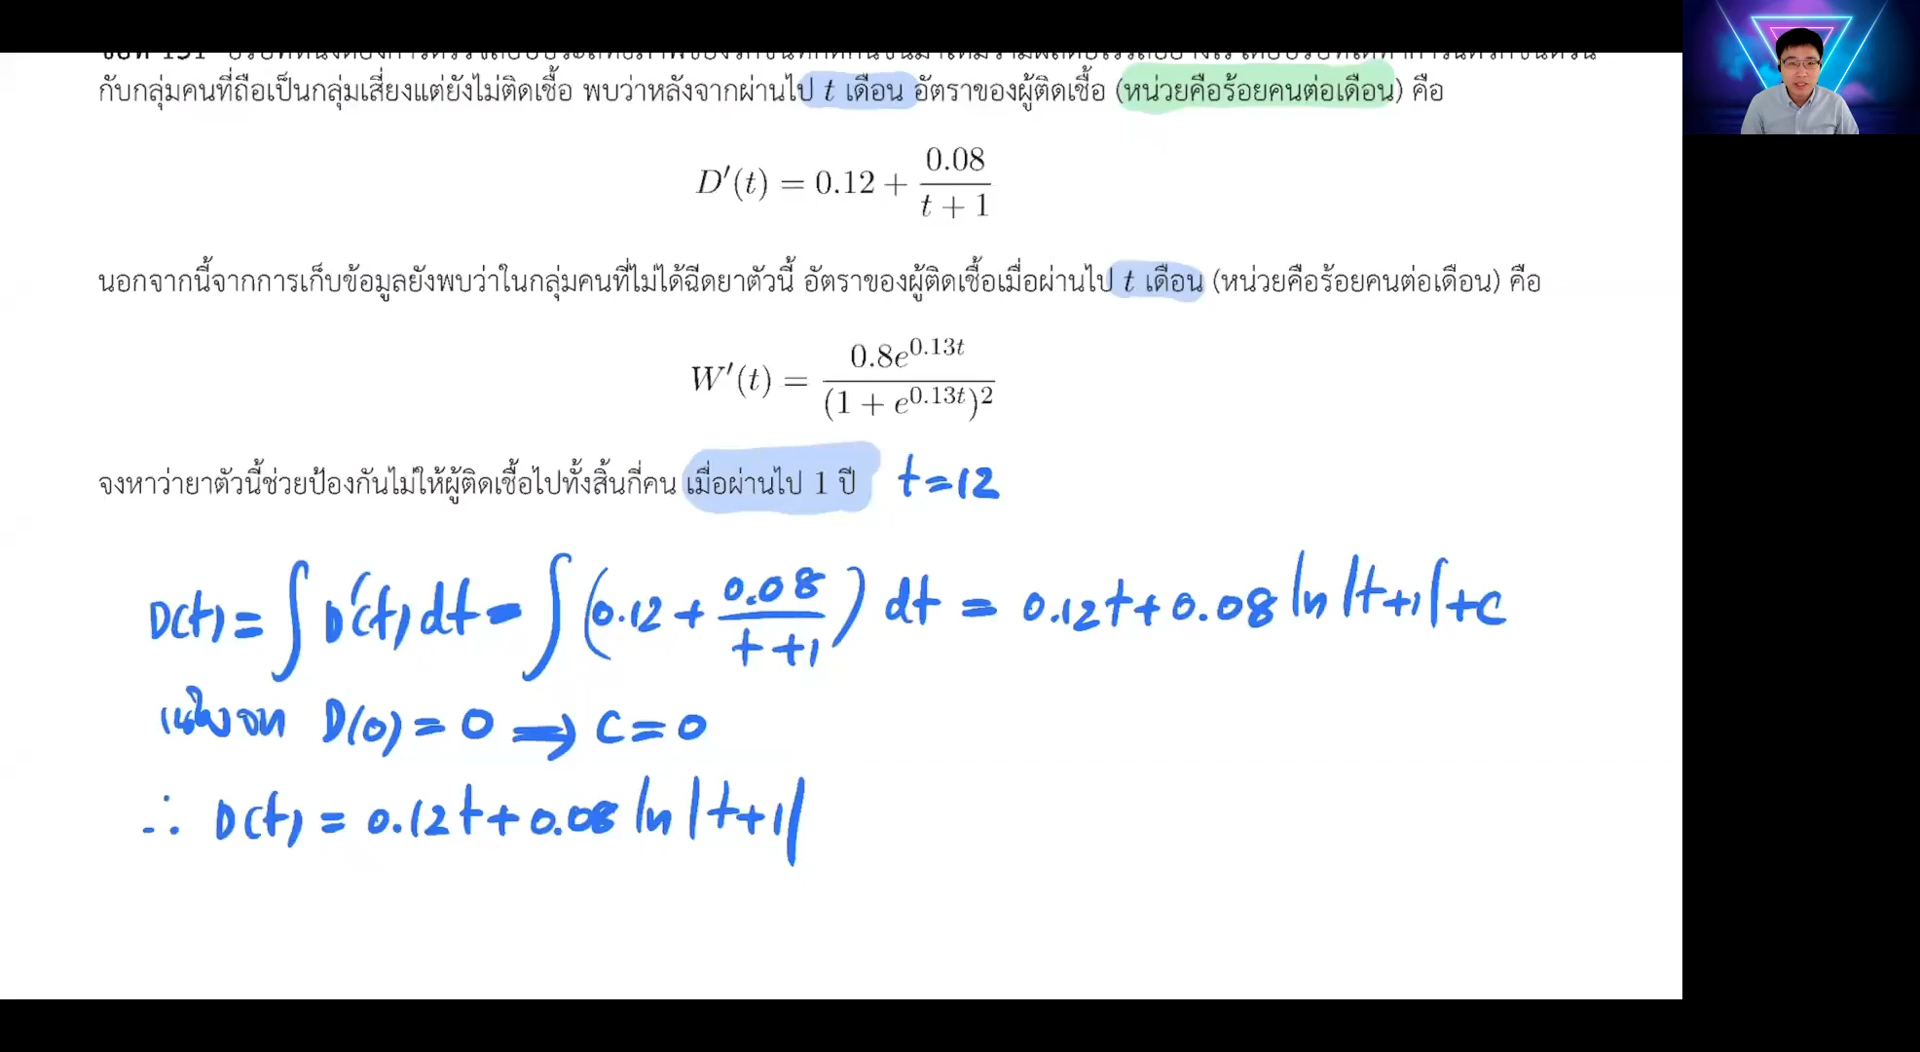 กับกลุ่มคนที่ถือเป็นกลุ่มเสี่ยงแต่ยังไม่ติดเชื้อ พบว่าหลังจากผ่านไป t เดือน อัตราของผู้ติดเชื้อ (หน่วยคือร้อยคนต่อเดือน) คือ
D′(t) = 0.12 + 0.08/(t + 1)
นอกจากนี้จากการเก็บข้อมูลยังพบว่าในกลุ่มคนที่ไม่ได้ฉีดยาตัวนี้ อัตราของผู้ติดเชื้อเมื่อผ่านไป t เดือน (หน่วยคือร้อยคนต่อเดือน) คือ
W′(t) = 0.8e^{0.13t}/(1 + e^{0.13t})²
จงหาว่ายาตัวนี้ช่วยป้องกันไม่ให้ผู้ติดเชื้อไปทั้งสิ้นกี่คน เมื่อผ่านไป 1 ปี t=12
D(t) = ∫ D′(t) dt = ∫ (0.12 + 0.08/(t+1)) dt = 0.12t + 0.08 ln|t+1| + C
เนื่องจาก D(0) = 0 ⟹ C = 0
∴ D(t) = 0.12t + 0.08 ln|t+1|